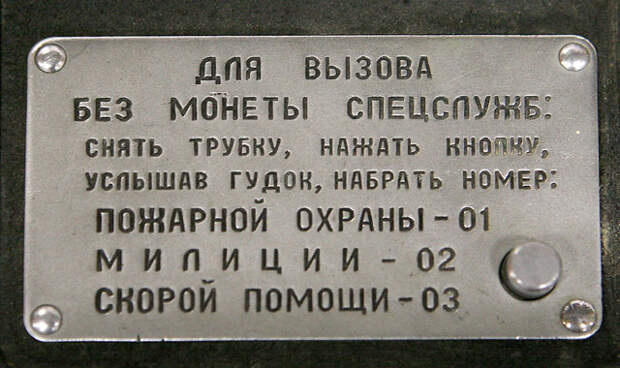 ДЛЯ ВЫЗОВА
БЕЗ МОНЕТЫ СПЕЦСЛУЖБ:
СНЯТЬ ТРУБКУ, НАЖАТЬ КНОПКУ,
УСЛЫШАВ ГУДОК, НАБРАТЬ НОМЕР:
ПОЖАРНОЙ ОХРАНЫ - 01
МИЛИЦИИ - 02
СКОРОЙ ПОМОЩИ - 03